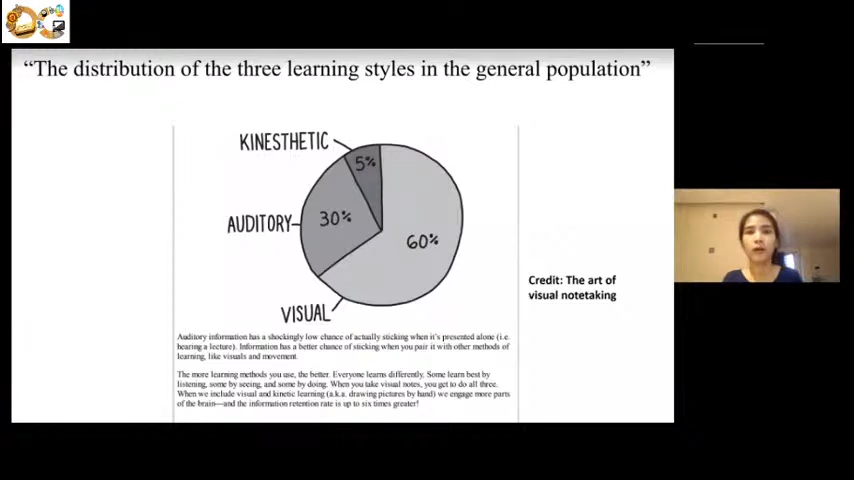 “The distribution of the three learning styles in the general population”
KINESTHETIC
5%
AUDITORY
30%
60%
VISUAL
Credit: The art of
visual notetaking
Auditory information has a shockingly low chance of actually sticking when it's presented alone (i.e.
hearing a lecture). Information has a better chance of sticking when you pair it with other methods of
learning, like visuals and movement.
The more learning methods you use, the better. Everyone learns differently. Some learn best by
listening, some by seeing, and some by doing. When you take visual notes, you get to do all three.
When we include visual and kinetic learning (a.k.a. drawing pictures by hand) we engage more parts
of the brain—and the information retention rate is up to six times greater!